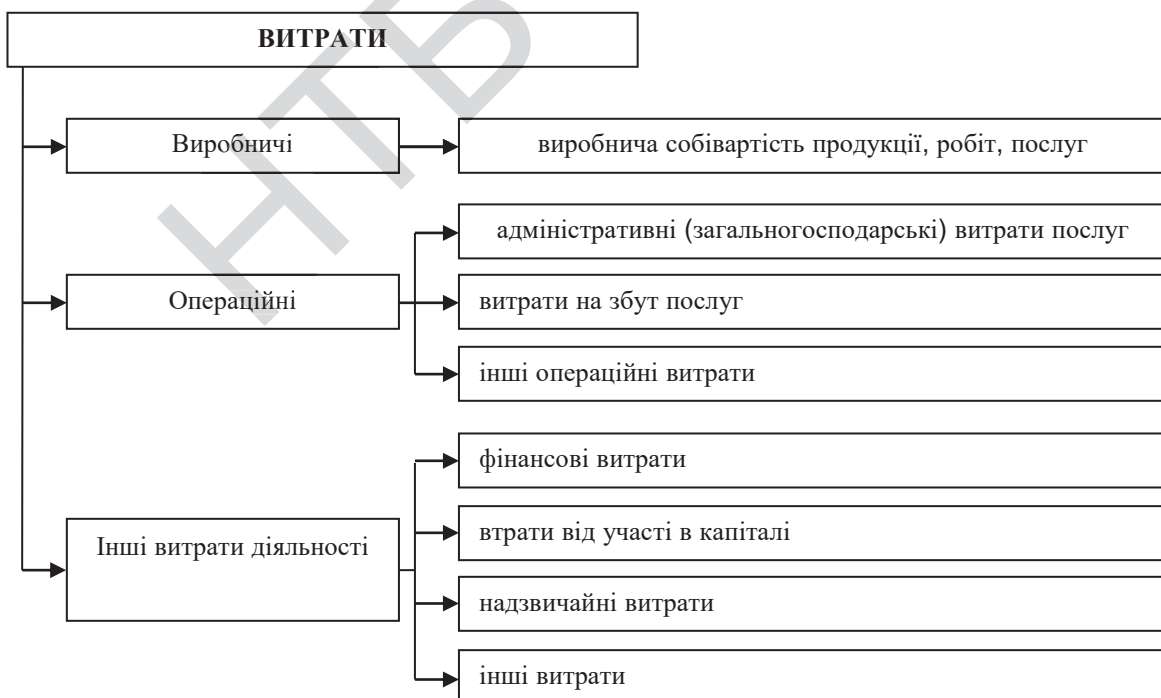 ВИТРАТИ
Виробничі
виробнича собівартість продукції, робіт, послуг
адміністративні (загальногосподарські) витрати послуг
Операційні
витрати на збут послуг
інші операційні витрати
фінансові витрати
втрати від участі в капіталі
Інші витрати діяльності
надзвичайні витрати
інші витрати
НТБ